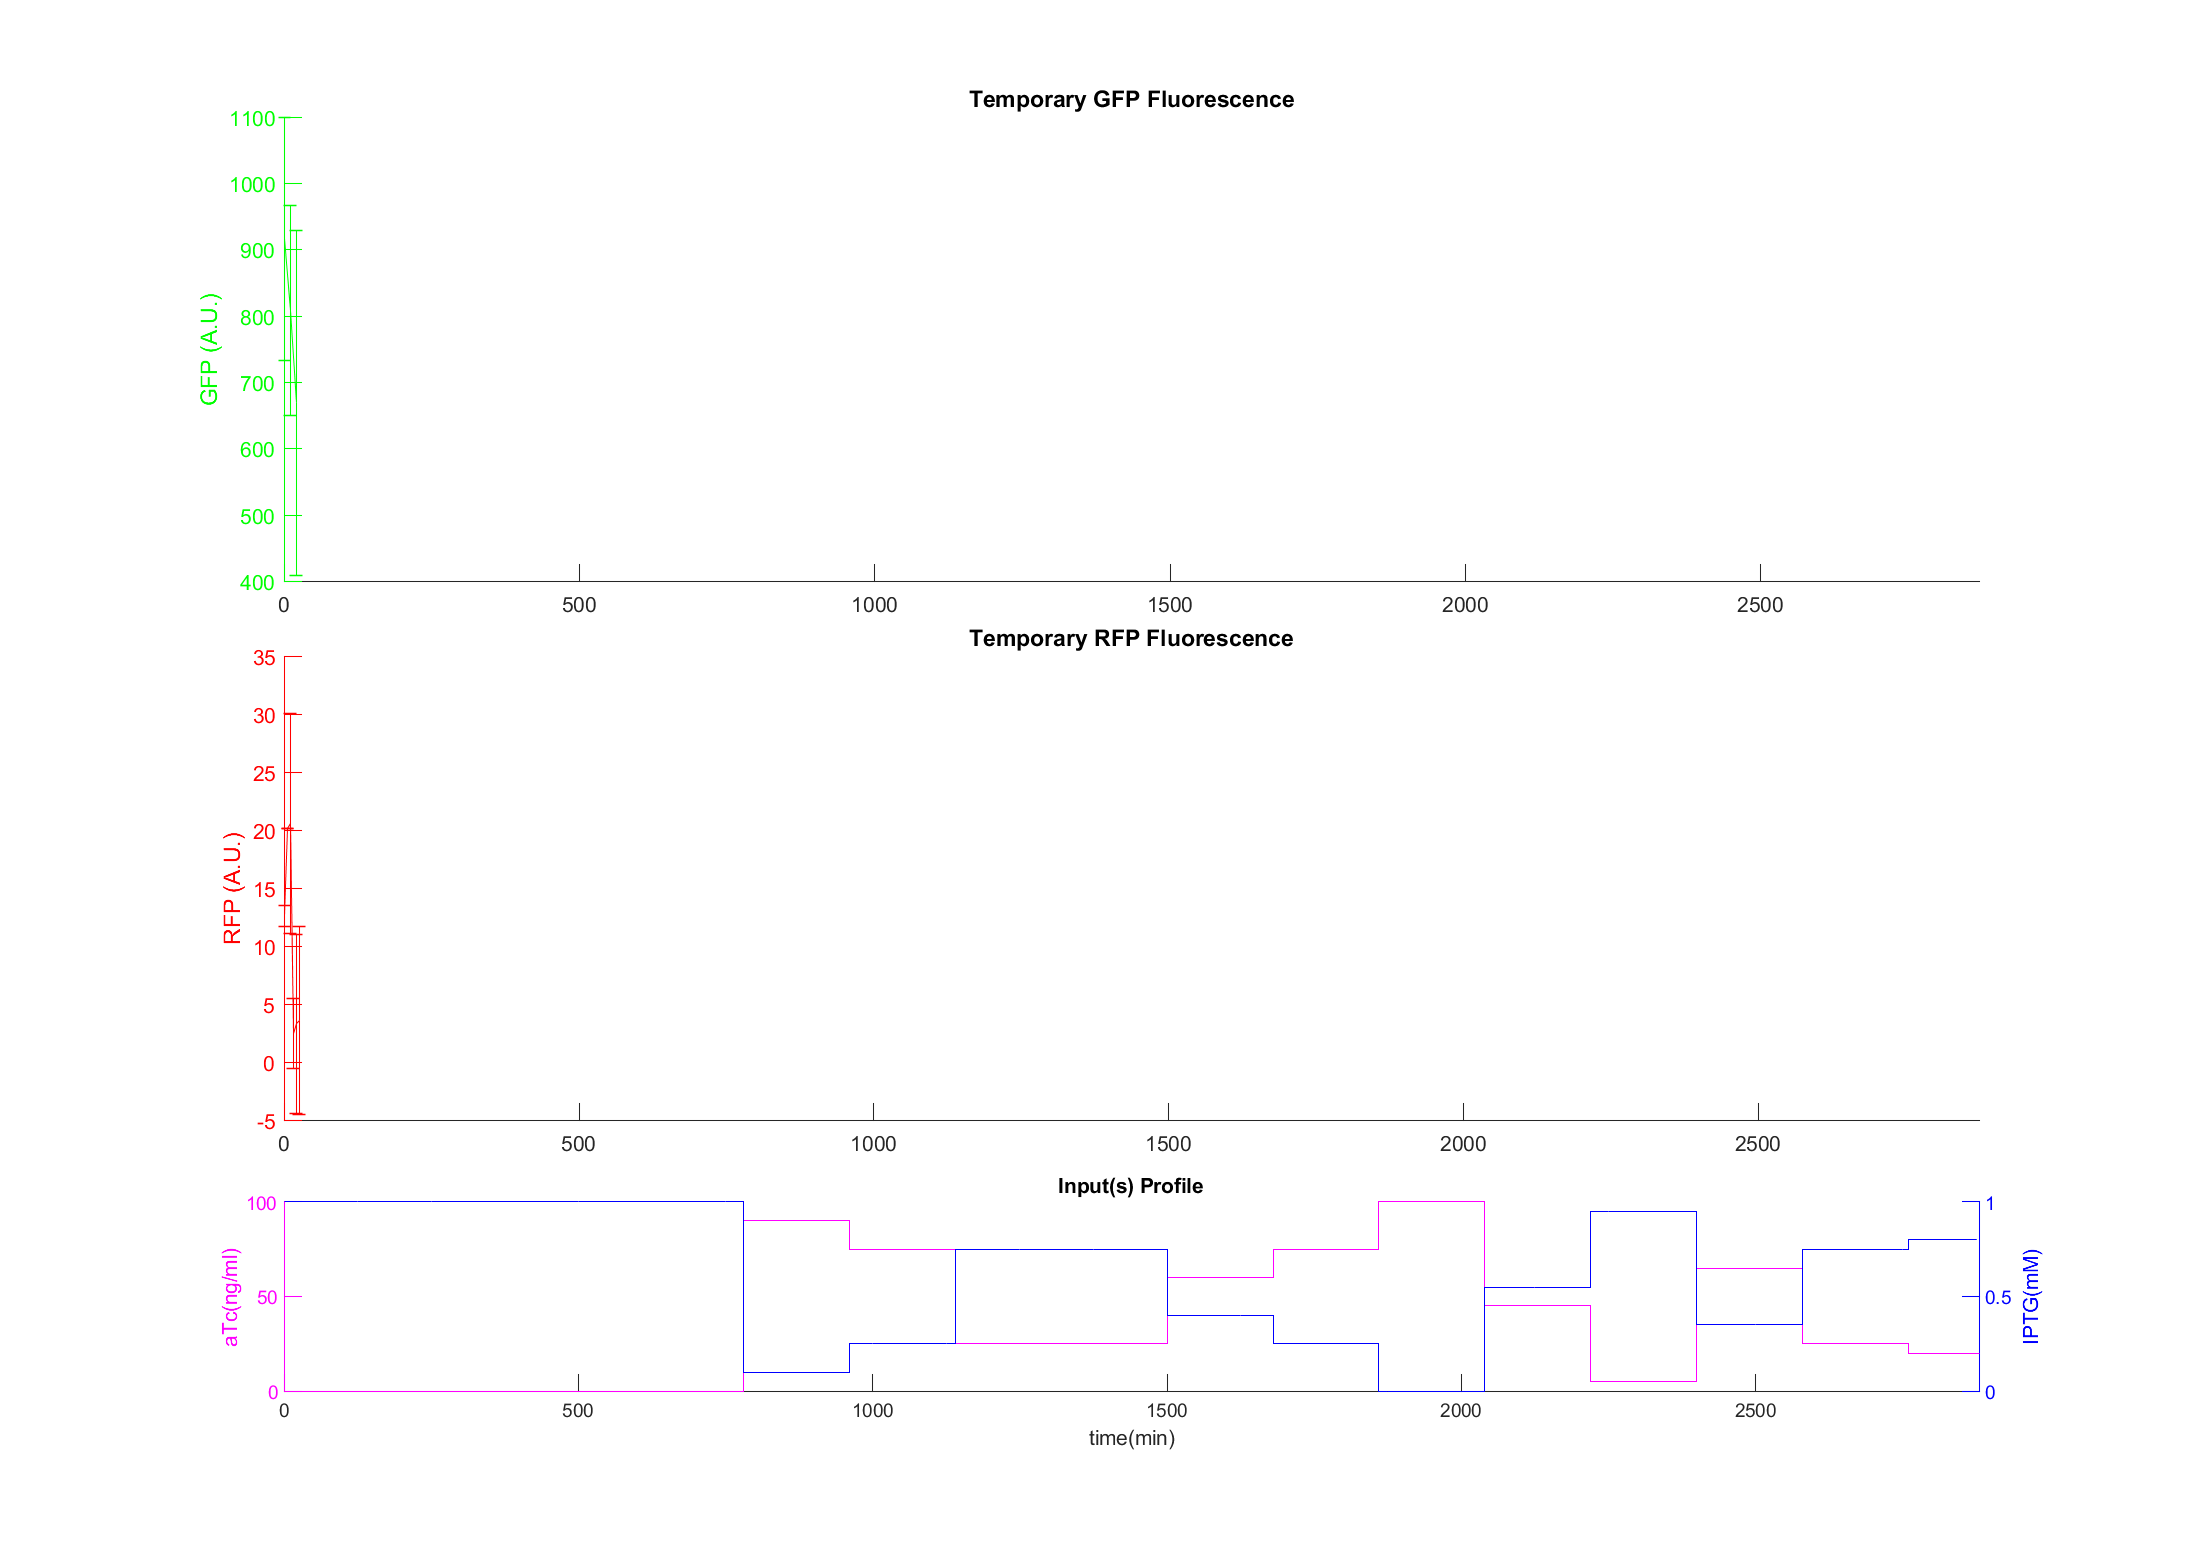 Temporary GFP Fluorescence
1100
1000
900
800
700
600
500
400
GFP (A.U.)
0 500 1000 1500 2000 2500
Temporary RFP Fluorescence
35
30
25
20
15
10
5
0
-5
RFP (A.U.)
0 500 1000 1500 2000 2500
Input(s) Profile
100
50
0
aTc(ng/ml)
1
0.5
0
IPTG(mM)
0 500 1000 1500 2000 2500
time(min)